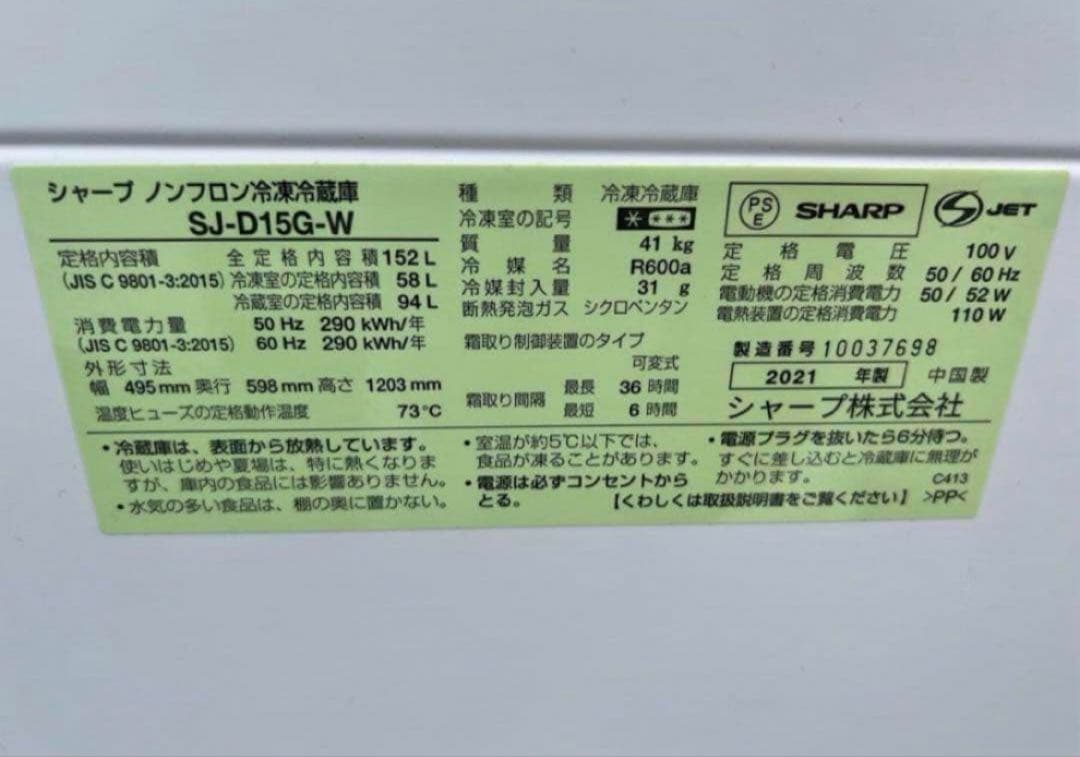 シャープ ノンフロン冷凍冷蔵庫
SJ-D15G-W
定格内容積 全定格内容積 152 L
(JIS C 9801-3:2015) 冷凍室の定格内容積 58 L
冷蔵室の定格内容積 94 L
消費電力量 50 Hz 290 kWh/年
(JIS C 9801-3:2015) 60 Hz 290 kWh/年
外形寸法
幅 495 mm 奥行 598 mm 高さ 1203 mm
温度ヒューズの定格動作温度 73℃
種類 冷凍冷蔵庫
冷凍室の記号 * ***
質量 41 kg
冷媒名 R600a
冷媒封入量 31 g
断熱発泡ガス シクロペンタン
霜取り制御装置のタイプ
可変式
霜取り間隔 最長 36 時間
最短 6 時間
PS
E
SHARP
JET
定格電圧 100 V
定格周波数 50 / 60 Hz
電動機の定格消費電力 50 / 52 W
電熱装置の定格消費電力 110 W
製造番号 10037698
2021 年製 中国製
シャープ株式会社
・冷蔵庫は、表面から放熱しています。
使いはじめや夏場は、特に熱くなりま
すが、庫内の食品には影響ありません。
・水気の多い食品は、棚の奥に置かない。
・室温が約5℃以下では、
食品が凍ることがあります。
・電源は必ずコンセントから
とる。
・電源プラグを抜いたら6分待つ。
すぐに差し込むと冷蔵庫に無理が
かかります。 C413
【くわしくは取扱説明書をご覧ください】 >PP<